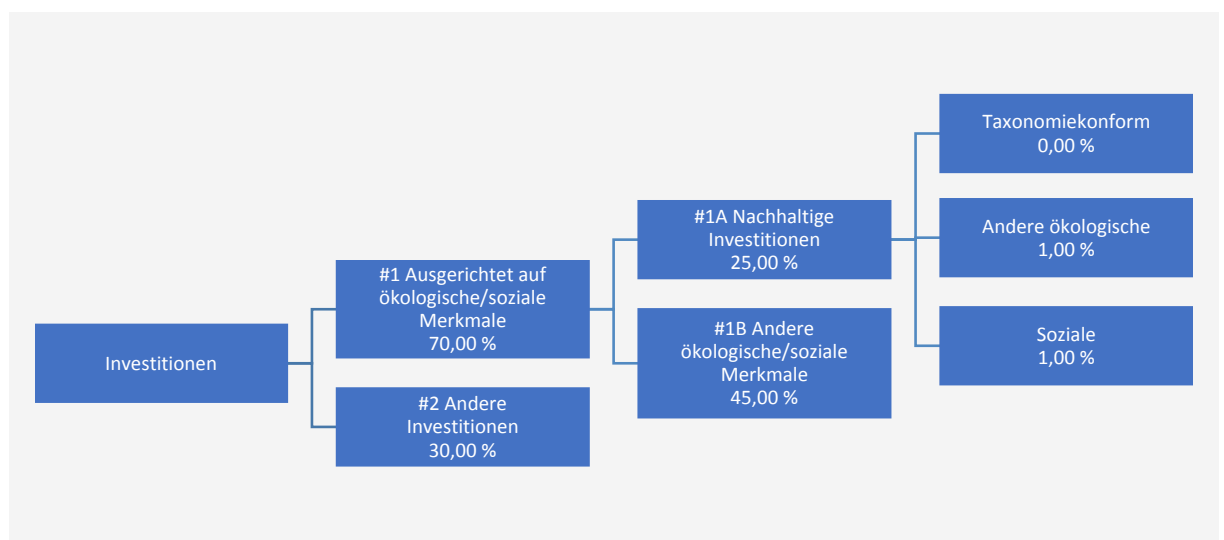 Investitionen
#1 Ausgerichtet auf
ökologische/soziale
Merkmale
70,00 %
#2 Andere
Investitionen
30,00 %
#1A Nachhaltige
Investitionen
25,00 %
#1B Andere
ökologische/soziale
Merkmale
45,00 %
Taxonomiekonform
0,00 %
Andere ökologische
1,00 %
Soziale
1,00 %